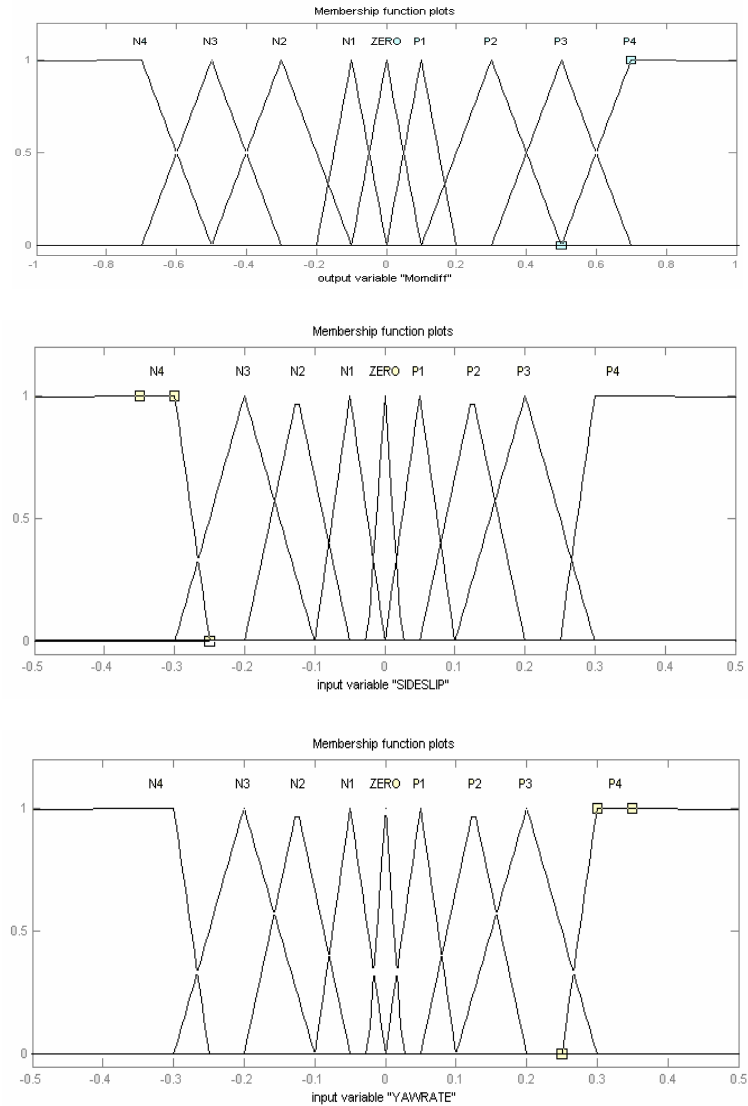 Membership function plots
N4 N3 N2 N1 ZERO P1 P2 P3 P4
1
0.5
0
-1 -0.8 -0.6 -0.4 -0.2 0 0.2 0.4 0.6 0.8 1
output variable "Momdiff"
Membership function plots
N4 N3 N2 N1 ZERO P1 P2 P3 P4
1
0.5
0
-0.5 -0.4 -0.3 -0.2 -0.1 0 0.1 0.2 0.3 0.4 0.5
input variable "SIDESLIP"
Membership function plots
N4 N3 N2 N1 ZERO P1 P2 P3 P4
1
0.5
0
-0.5 -0.4 -0.3 -0.2 -0.1 0 0.1 0.2 0.3 0.4 0.5
input variable "YAWRATE"